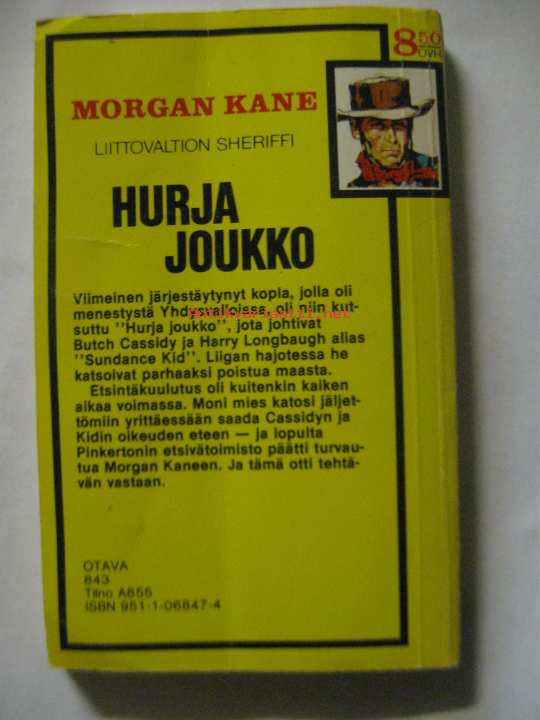 8 50
OVH
MORGAN KANE
LIITTOVALTION SHERIFFI
HURJA
JOUKKO
Viimeinen järjestäytynyt kopla, jolla oli
menestystä Yhdysvalloissa, oli niin kut-
suttu "Hurja joukko", jota johtivat
Butch Cassidy ja Harry Longbaugh alias
"Sundance Kid". Liigan hajotessa he
katsoivat parhaaksi poistua maasta.
Etsintäkuulutus oli kuitenkin kaiken
aikaa voimassa. Moni mies katosi jäljet-
tömiin yrittäessään saada Cassidyn ja
Kidin oikeuden eteen — ja lopulta
Pinkertonin etsivätoimisto päätti turvau-
tua Morgan Kaneen. Ja tämä otti tehtä-
vän vastaan.
OTAVA
843
Tilno A855
ISBN 951-1-06847-4